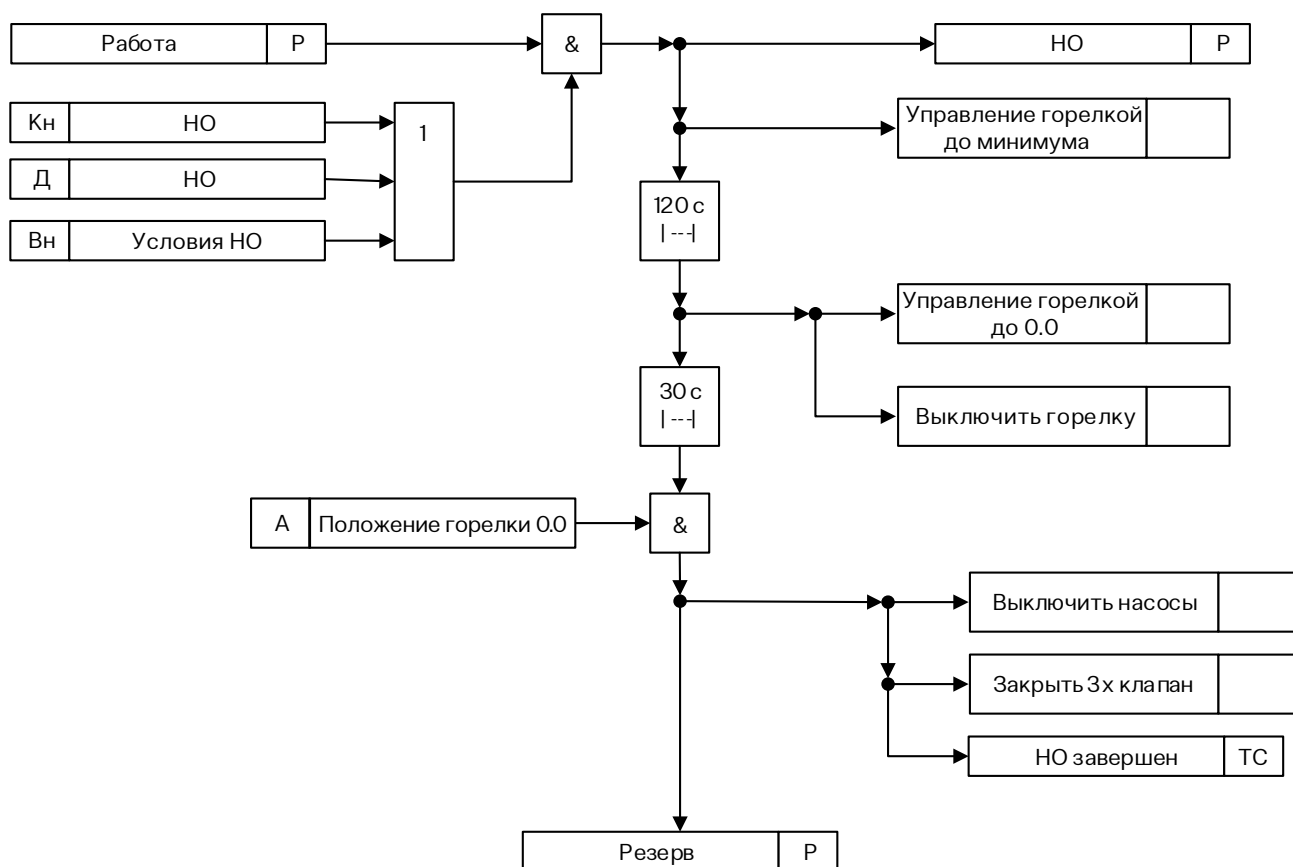 Работа Р
&
НО Р
Кн НО
1
Управление горелкой
до минимума
Д НО
120 с
|---|
Вн Условия НО
Управление горелкой
до 0.0
30 с
|---|
Выключить горелку
А Положение горелки 0.0
&
Выключить насосы
Закрыть 3х клапан
НО завершен ТС
Резерв Р